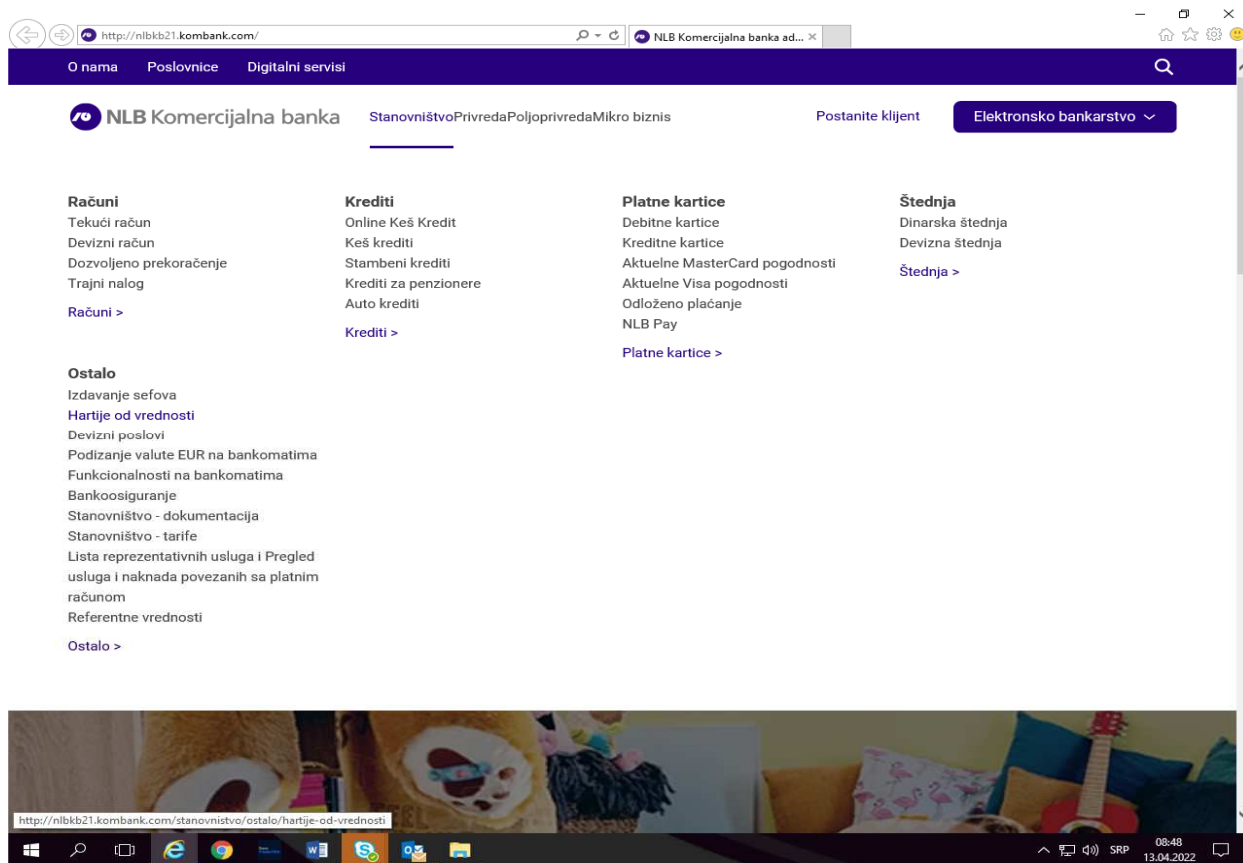 http://nlbkb21.kombank.com/
NLB Komercijalna banka ad...
O nama Poslovnice Digitalni servisi
NLB Komercijalna banka
StanovništvoPrivredaPoljoprivredaMikro biznis
Postanite klijent
Elektronsko bankarstvo
Računi
Tekući račun
Devizni račun
Dozvoljeno prekoračenje
Trajni nalog
Računi >
Krediti
Online Keš Kredit
Keš krediti
Stambeni krediti
Krediti za penzionere
Auto krediti
Krediti >
Platne kartice
Debitne kartice
Kreditne kartice
Aktuelne MasterCard pogodnosti
Aktuelne Visa pogodnosti
Odloženo plaćanje
NLB Pay
Platne kartice >
Štednja
Dinarska štednja
Devizna štednja
Štednja >
Ostalo
Izdavanje sefova
Hartije od vrednosti
Devizni poslovi
Podizanje valute EUR na bankomatima
Funkcionalnosti na bankomatima
Bankoosiguranje
Stanovništvo - dokumentacija
Stanovništvo - tarife
Lista reprezentativnih usluga i Pregled
usluga i naknada povezanih sa platnim
računom
Referentne vrednosti
Ostalo >
http://nlbkb21.kombank.com/stanovnistvo/ostalo/hartije-od-vrednosti
SRP
08:48
13.04.2022